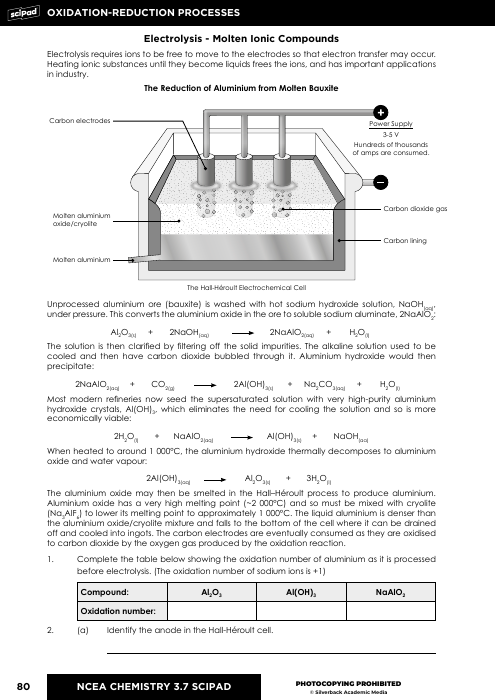 scipad OXIDATION-REDUCTION PROCESSES
Electrolysis - Molten Ionic Compounds
Electrolysis requires ions to be free to move to the electrodes so that electron transfer may occur.
Heating ionic substances until they become liquids frees the ions, and has important applications
in industry.
The Reduction of Aluminium from Molten Bauxite
Carbon electrodes
+
Power Supply
3-5 V
Hundreds of thousands
of amps are consumed.
−
Carbon dioxide gas
Molten aluminium
oxide/cryolite
Carbon lining
Molten aluminium
The Hall-Héroult Electrochemical Cell
Unprocessed aluminium ore (bauxite) is washed with hot sodium hydroxide solution, NaOH(aq),
under pressure. This converts the aluminium oxide in the ore to soluble sodium aluminate, 2NaAlO2:
Al2O3(s) + 2NaOH(aq) ⟶ 2NaAlO2(aq) + H2O(l)
The solution is then clarified by filtering off the solid impurities. The alkaline solution used to be
cooled and then have carbon dioxide bubbled through it. Aluminium hydroxide would then
precipitate:
2NaAlO2(aq) + CO2(g) ⟶ 2Al(OH)3(s) + Na2CO3(aq) + H2O(l)
Most modern refineries now seed the supersaturated solution with very high-purity aluminium
hydroxide crystals, Al(OH)3, which eliminates the need for cooling the solution and so is more
economically viable:
2H2O(l) + NaAlO2(aq) ⟶ Al(OH)3(s) + NaOH(aq)
When heated to around 1 000°C, the aluminium hydroxide thermally decomposes to aluminium
oxide and water vapour:
2Al(OH)3(aq) ⟶ Al2O3(s) + 3H2O(l)
The aluminium oxide may then be smelted in the Hall–Héroult process to produce aluminium.
Aluminium oxide has a very high melting point (~2 000°C) and so must be mixed with cryolite
(Na3AlF6) to lower its melting point to approximately 1 000°C. The liquid aluminium is denser than
the aluminium oxide/cryolite mixture and falls to the bottom of the cell where it can be drained
off and cooled into ingots. The carbon electrodes are eventually consumed as they are oxidised
to carbon dioxide by the oxygen gas produced by the oxidation reaction.
1. Complete the table below showing the oxidation number of aluminium as it is processed
before electrolysis. (The oxidation number of sodium ions is +1)
Compound: Al2O3 Al(OH)3 NaAlO2
Oxidation number:
2. (a) Identify the anode in the Hall-Héroult cell.
80 NCEA CHEMISTRY 3.7 SCIPAD PHOTOCOPYING PROHIBITED
© Silverback Academic Media